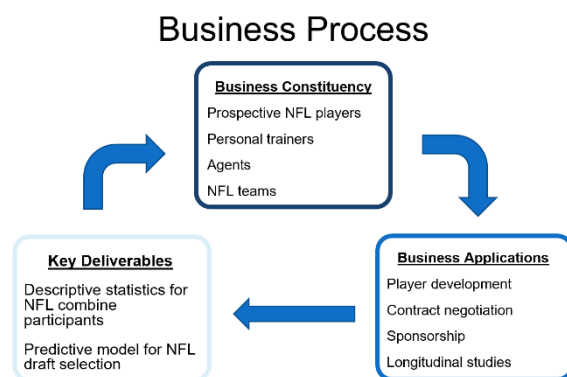 Business Process
Business Constituency
Prospective NFL players
Personal trainers
Agents
NFL teams
Business Applications
Player development
Contract negotiation
Sponsorship
Longitudinal studies
Key Deliverables
Descriptive statistics for
NFL combine
participants
Predictive model for NFL
draft selection